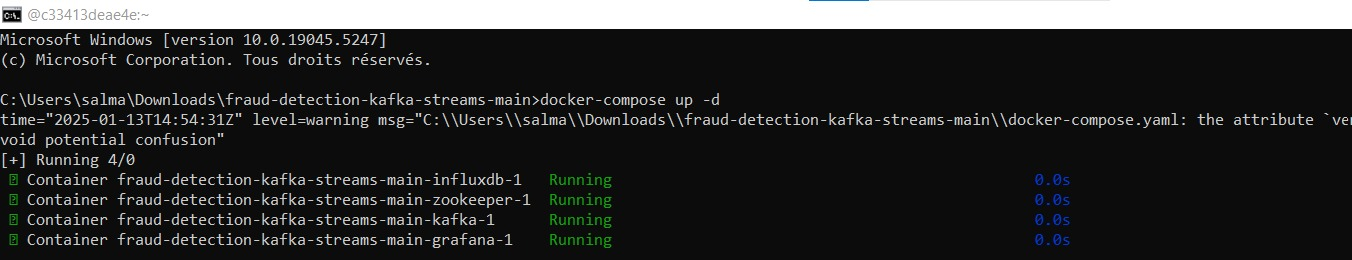 @c33413deae4e:~
Microsoft Windows [version 10.0.19045.5247]
(c) Microsoft Corporation. Tous droits réservés.
C:\Users\salma\Downloads\fraud-detection-kafka-streams-main>docker-compose up -d
time="2025-01-13T14:54:31Z" level=warning msg="C:\\Users\\salma\\Downloads\\fraud-detection-kafka-streams-main\\docker-compose.yaml: the attribute `ver
void potential confusion"
[+] Running 4/0
Container fraud-detection-kafka-streams-main-influxdb-1 Running 0.0s
Container fraud-detection-kafka-streams-main-zookeeper-1 Running 0.0s
Container fraud-detection-kafka-streams-main-kafka-1 Running 0.0s
Container fraud-detection-kafka-streams-main-grafana-1 Running 0.0s